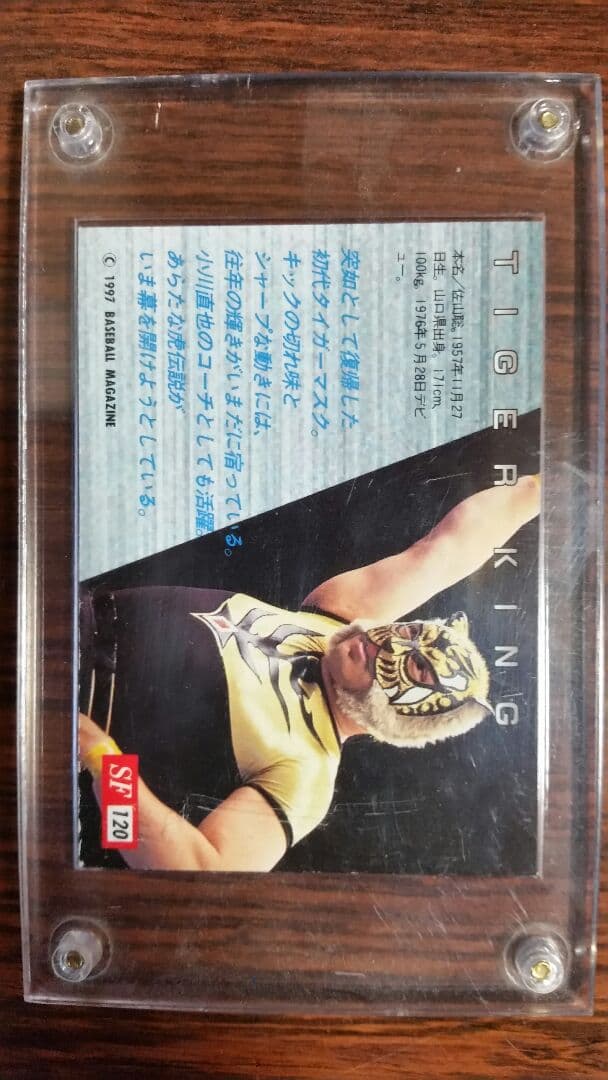 TIGER KING
本名／佐山聡。1957年11月27
日生。山口県出身。171cm、
100kg。1976年5月28日デビ
ュー。
突如として復帰した
初代タイガーマスク。
キックの切れ味と
シャープな動きには、
往年の輝きがいまだに宿っている。
小川直也のコーチとしても活躍。
あらたな虎伝説が
いま幕を開けようとしている。
© 1997 BASEBALL MAGAZINE
SF 120